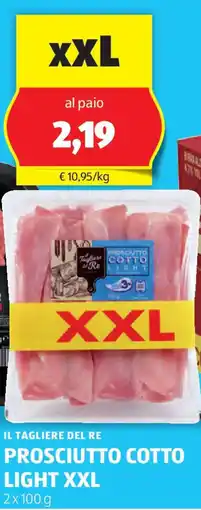 XXL
al paio
2,19
€ 10,95/kg
il Tagliere del Re
PROSCIUTTO
COTTO
LIGHT
XXL
IL TAGLIERE DEL RE
PROSCIUTTO COTTO
LIGHT XXL
2 x 100 g